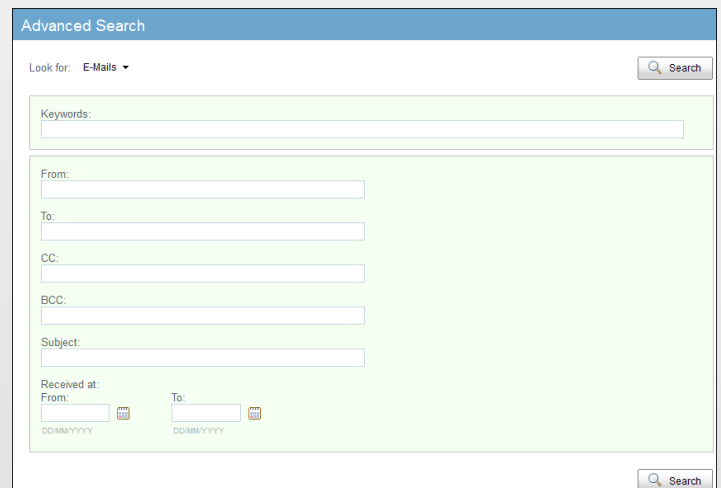 Advanced Search
Look for: E-Mails
Search
Keywords:
From:
To:
CC:
BCC:
Subject:
Received at:
From: To:
DD/MM/YYYY DD/MM/YYYY
Search